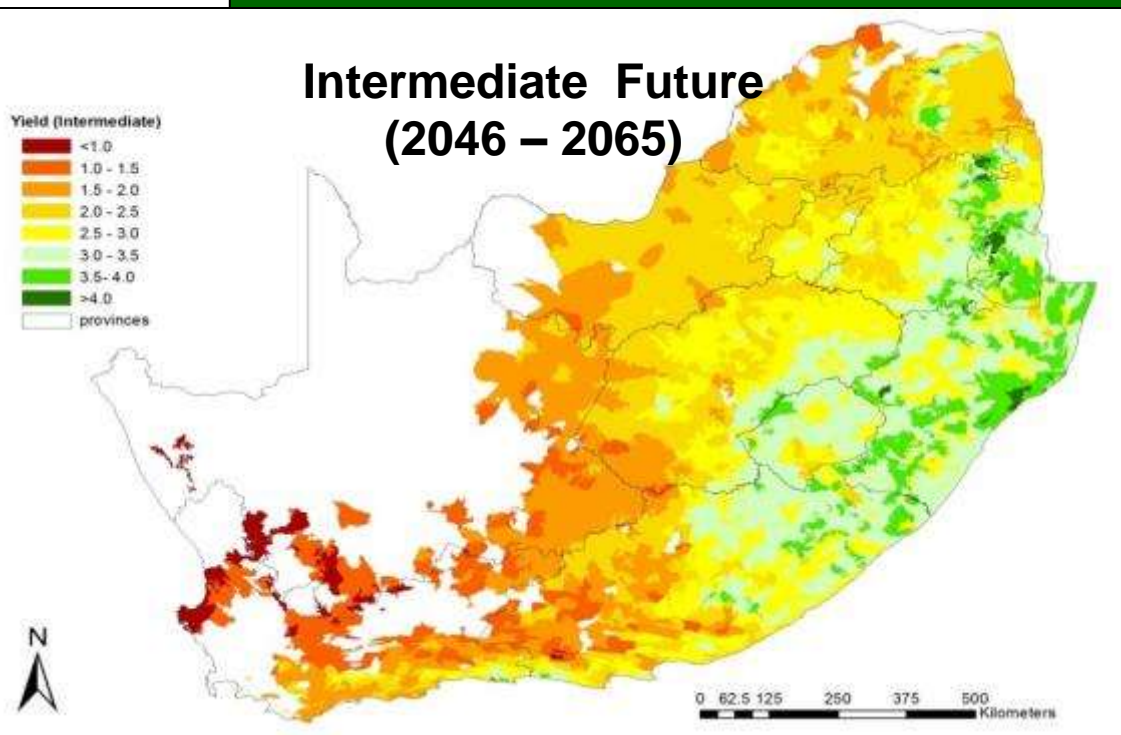 Intermediate Future
(2046 – 2065)
Yield (Intermediate)
<1.0
1.0 - 1.5
1.5 - 2.0
2.0 - 2.5
2.5 - 3.0
3.0 - 3.5
3.5- 4.0
>4.0
provinces
N
0 62.5 125 250 375 500
Kilometers